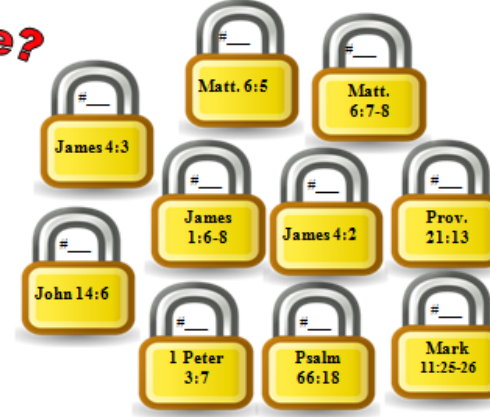 e?
#__
Matt. 6:5
#__
Matt.
6:7-8
#__
James 4:3
#__
James
1:6-8
#__
James 4:2
#__
Prov.
21:13
#__
John 14:6
#__
1 Peter
3:7
#__
Psalm
66:18
#__
Mark
11:25-26